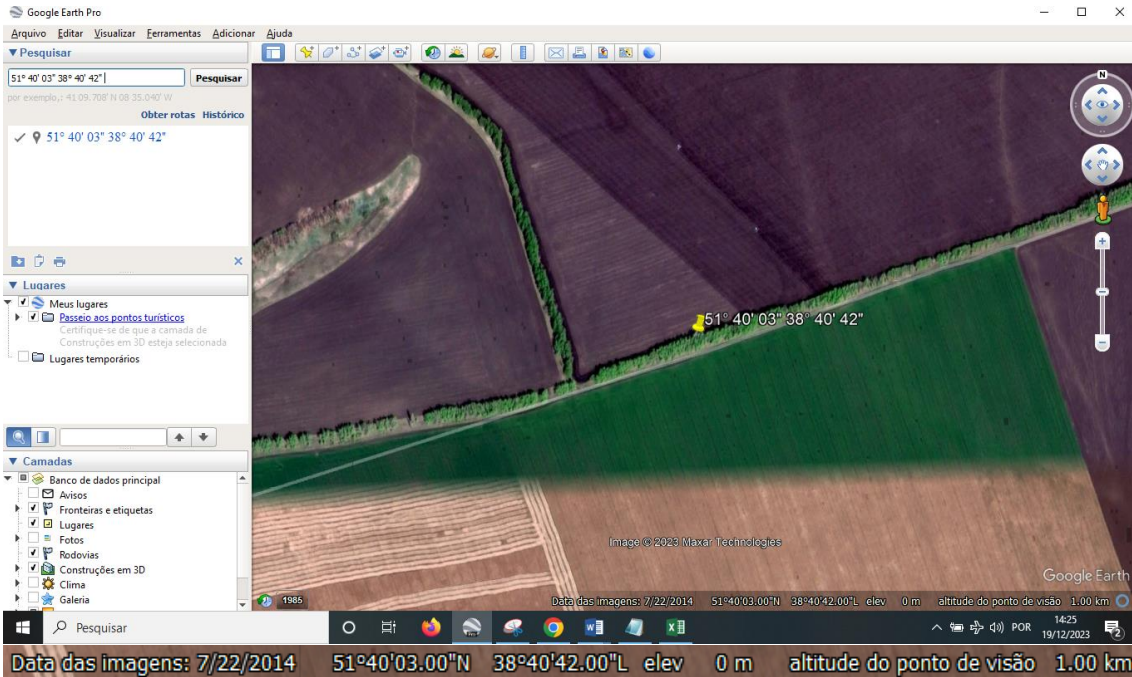 Google Earth Pro
Arquivo Editar Visualizar Ferramentas Adicionar Ajuda
Pesquisar
51° 40' 03" 38° 40' 42" Pesquisar
por exemplo,: 41 09.708' N 08 35.040' W
Obter rotas Histórico
51° 40' 03" 38° 40' 42"
Lugares
Meus lugares
Passeio aos pontos turísticos
Certifique-se de que a camada de
Construções em 3D esteja selecionada
Lugares temporários
Camadas
Banco de dados principal
Avisos
Fronteiras e etiquetas
Lugares
Fotos
Rodovias
Construções em 3D
Clima
Galeria
N
51° 40' 03" 38° 40' 42"
Image © 2023 Maxar Technologies
Google Earth
1985
Data das imagens: 7/22/2014 51°40'03.00"N 38°40'42.00"L elev 0 m altitude do ponto de visão 1.00 km
Pesquisar
POR
14:25
19/12/2023
2
Data das imagens: 7/22/2014 51°40'03.00"N 38°40'42.00"L elev 0 m altitude do ponto de visão 1.00 km